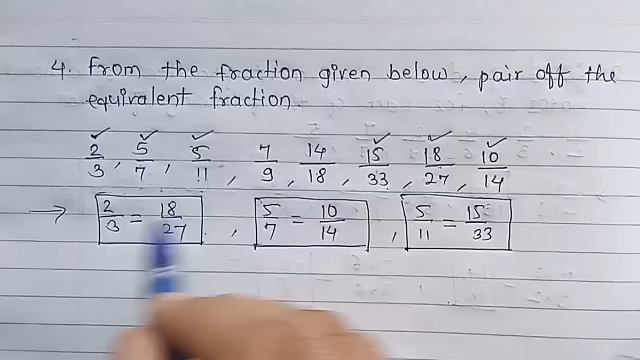 4. From the fraction given below, pair off the
equivalent fraction.
2/3, 5/7, 5/11, 7/9, 14/18, 15/33, 18/27, 10/14
→ 2/3 = 18/27, 5/7 = 10/14, 5/11 = 15/33